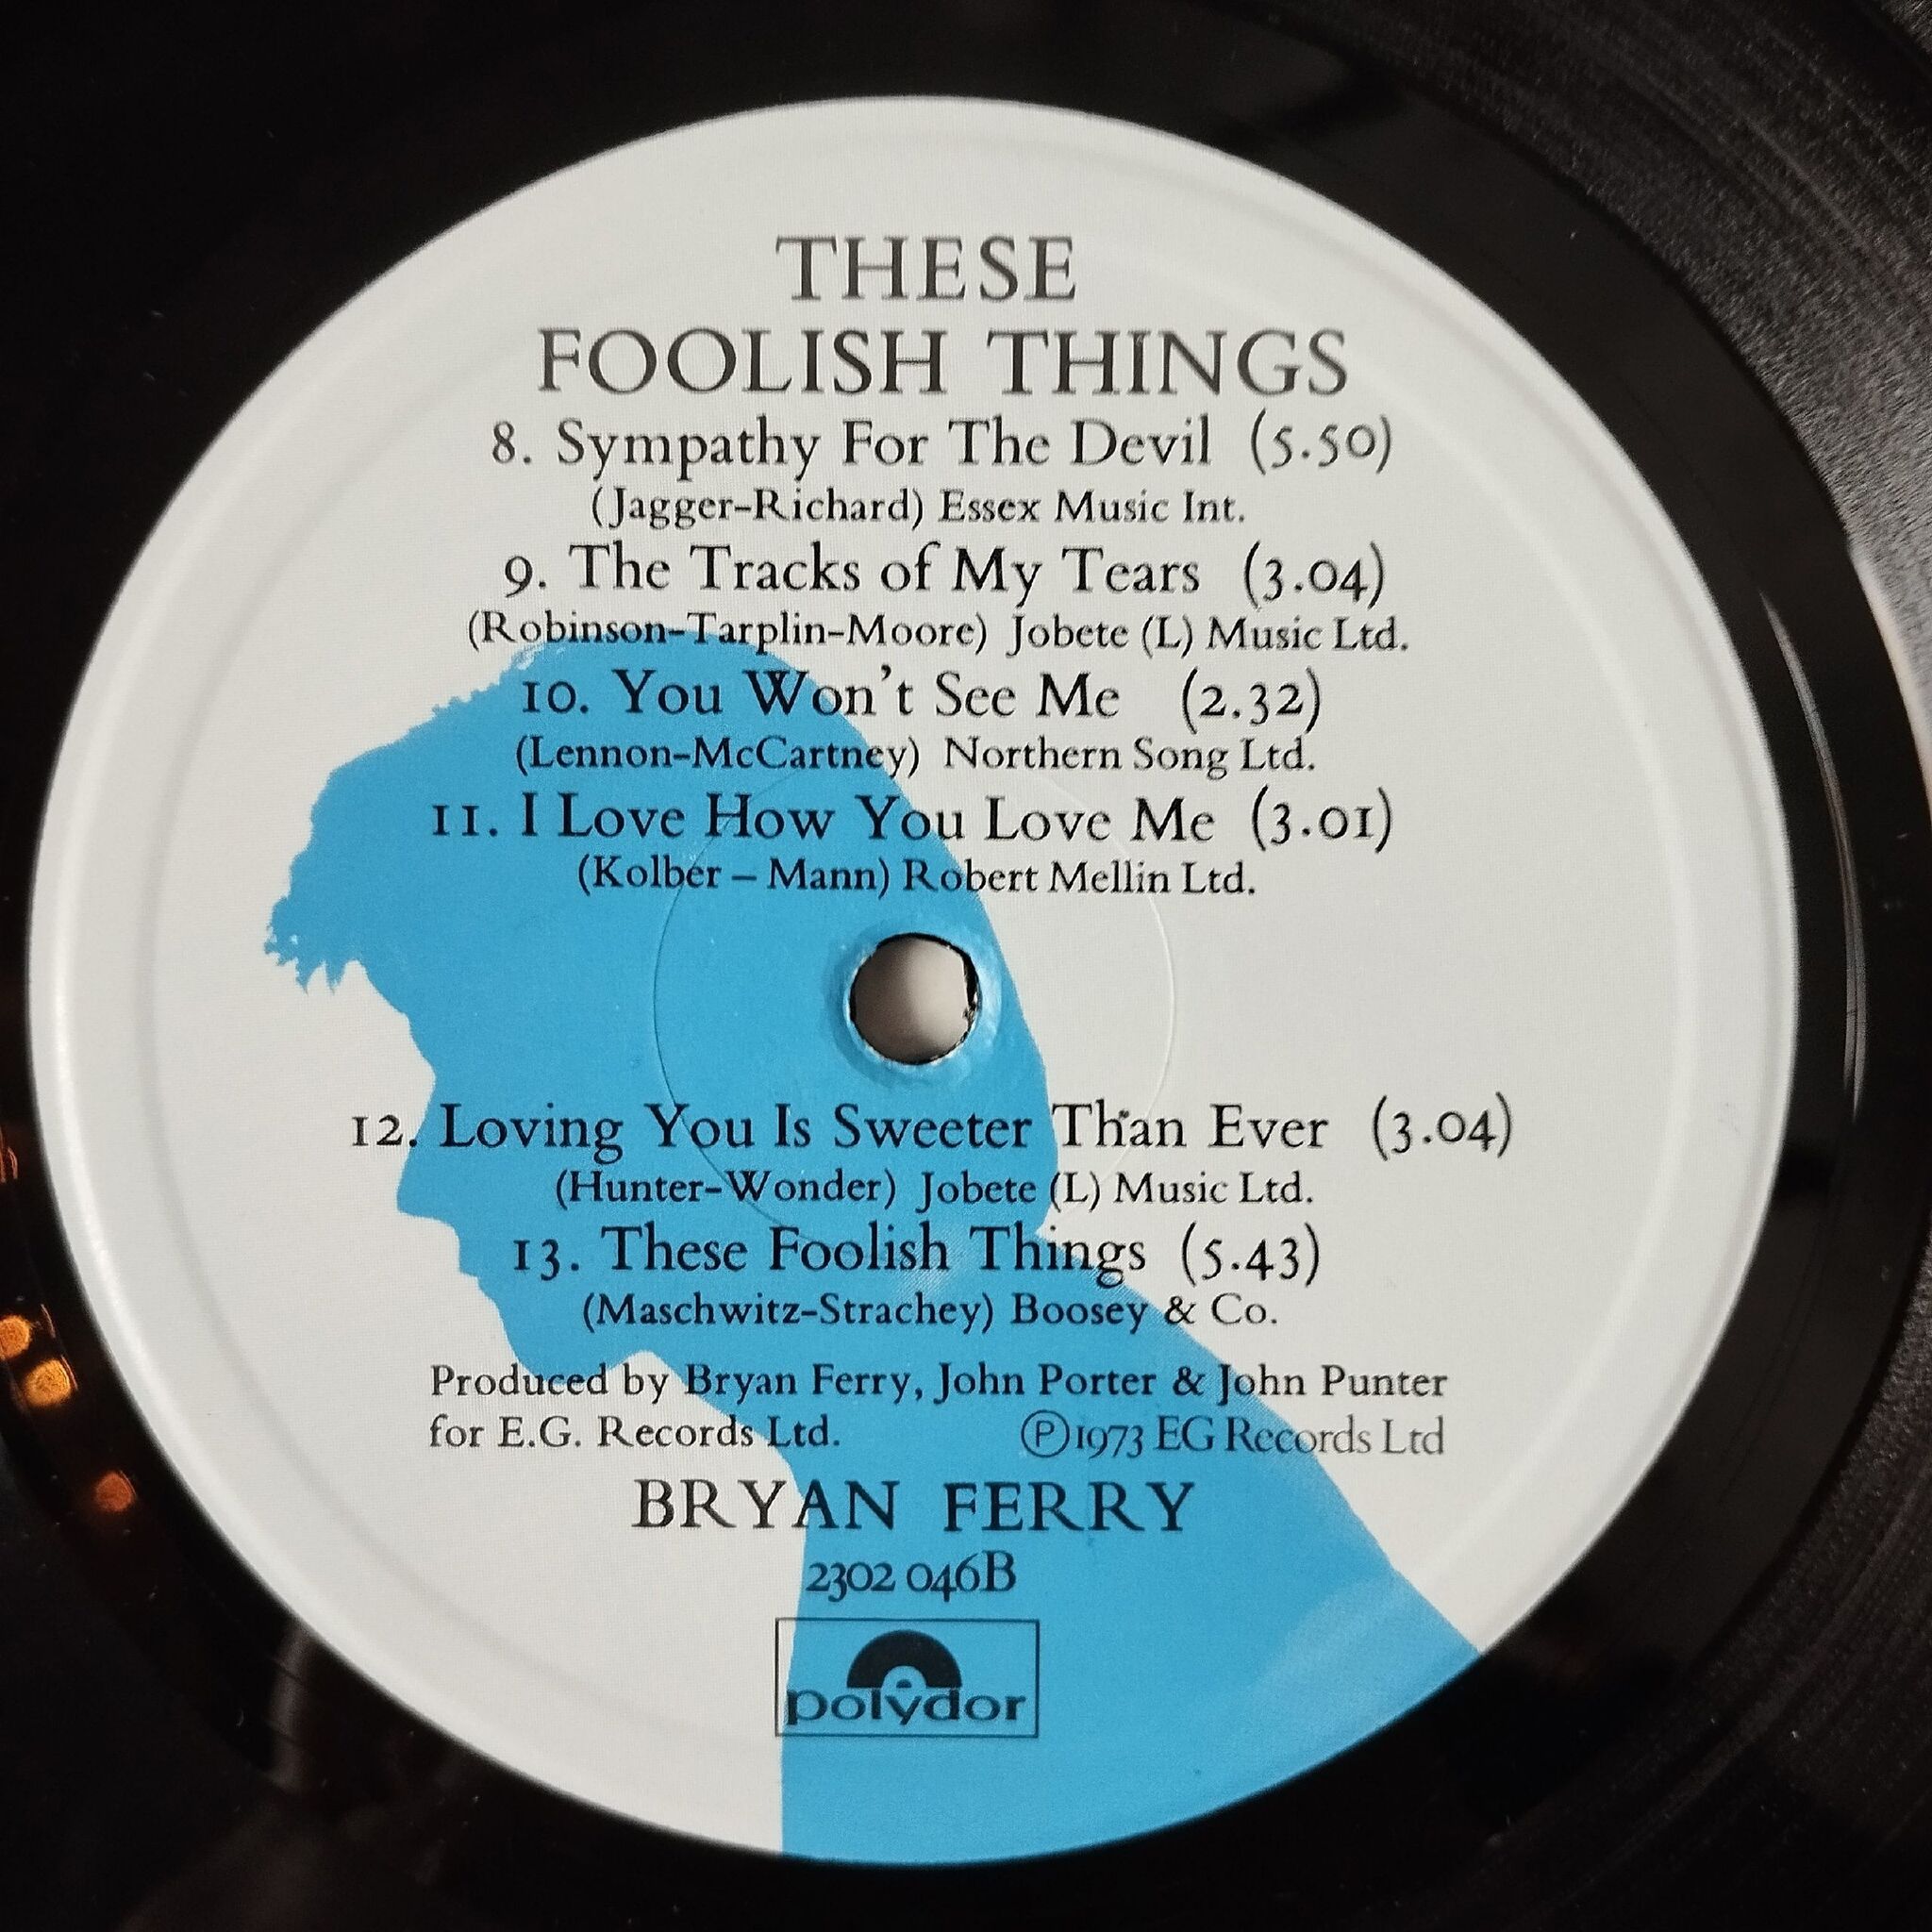 THESE
FOOLISH THINGS
8. Sympathy For The Devil (5.50)
(Jagger-Richard) Essex Music Int.
9. The Tracks of My Tears (3.04)
(Robinson-Tarplin-Moore) Jobete (L) Music Ltd.
10. You Won't See Me (2.32)
(Lennon-McCartney) Northern Song Ltd.
11. I Love How You Love Me (3.01)
(Kolber – Mann) Robert Mellin Ltd.
12. Loving You Is Sweeter Than Ever (3.04)
(Hunter-Wonder) Jobete (L) Music Ltd.
13. These Foolish Things (5.43)
(Maschwitz-Strachey) Boosey & Co.
Produced by Bryan Ferry, John Porter & John Punter
for E.G. Records Ltd. ℗1973 EG Records Ltd
BRYAN FERRY
2302 046B
polydor